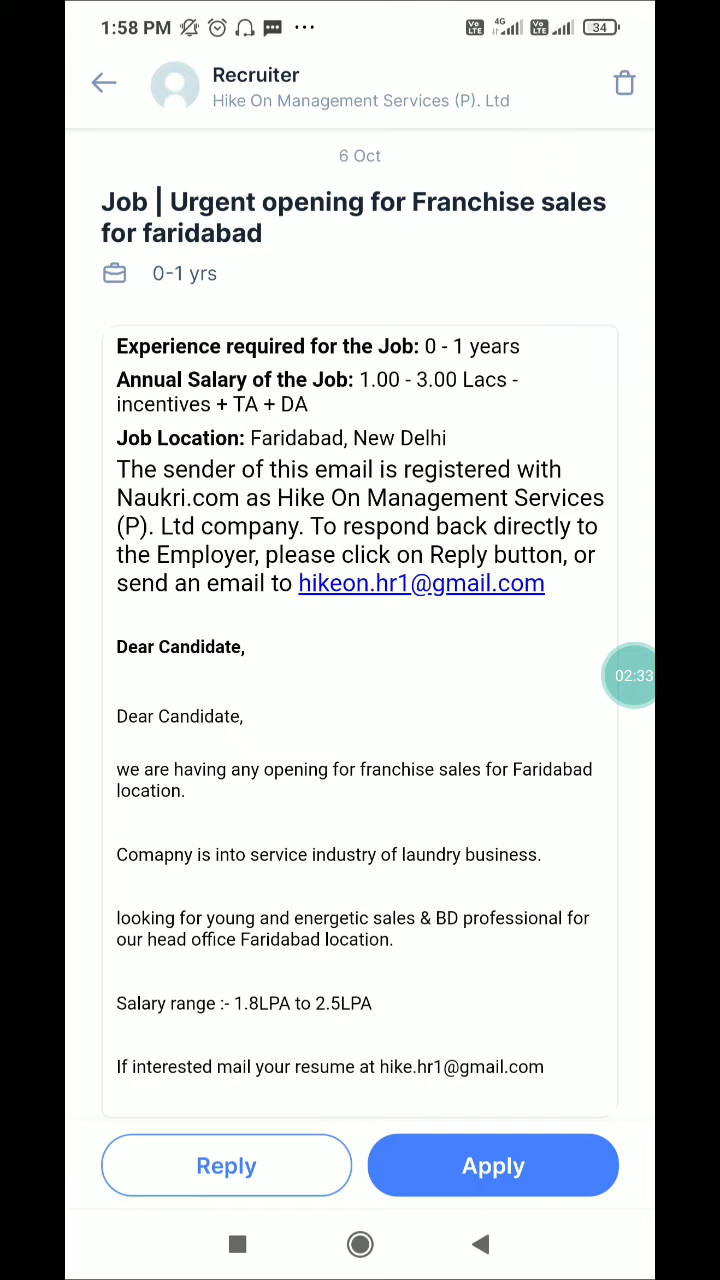 1:58 PM
4G
34
Recruiter
Hike On Management Services (P). Ltd
6 Oct
Job | Urgent opening for Franchise sales
for faridabad
0-1 yrs
Experience required for the Job: 0 - 1 years
Annual Salary of the Job: 1.00 - 3.00 Lacs -
incentives + TA + DA
Job Location: Faridabad, New Delhi
The sender of this email is registered with
Naukri.com as Hike On Management Services
(P). Ltd company. To respond back directly to
the Employer, please click on Reply button, or
send an email to hikeon.hr1@gmail.com
Dear Candidate,
02:33
Dear Candidate,
we are having any opening for franchise sales for Faridabad
location.
Comapny is into service industry of laundry business.
looking for young and energetic sales & BD professional for
our head office Faridabad location.
Salary range :- 1.8LPA to 2.5LPA
If interested mail your resume at hike.hr1@gmail.com
Reply
Apply